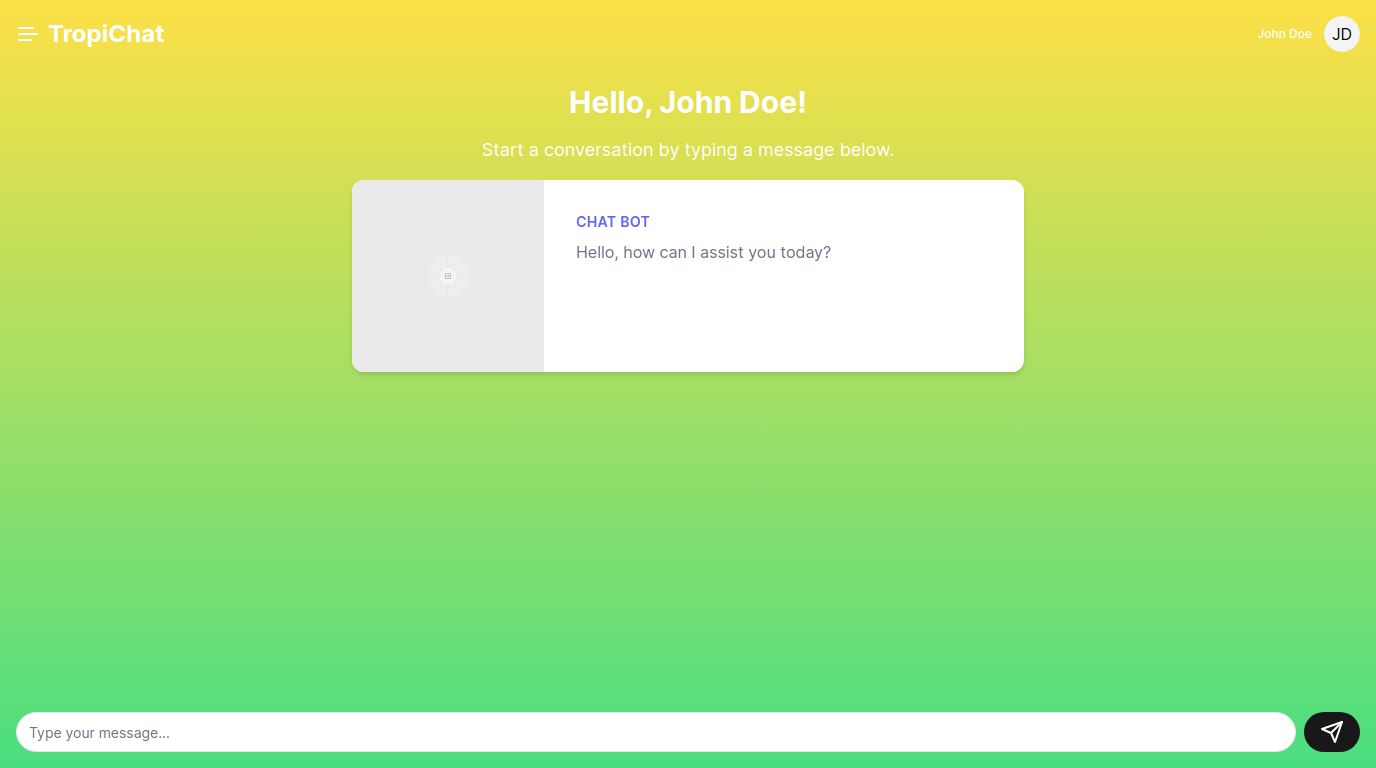 TropiChat
John Doe
JD
Hello, John Doe!
Start a conversation by typing a message below.
CHAT BOT
Hello, how can I assist you today?
Type your message...